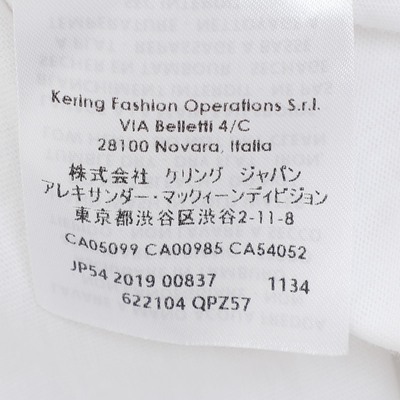 Kering Fashion Operations S.r.l.
VIA Belletti 4/C
28100 Novara, Italia
株式会社 ケリング ジャパン
アレキサンダー・マックィーンディビジョン
東京都渋谷区渋谷2-11-8
CA05099 CA00985 CA54052
JP54 2019 00837 1134
622104 QPZ57